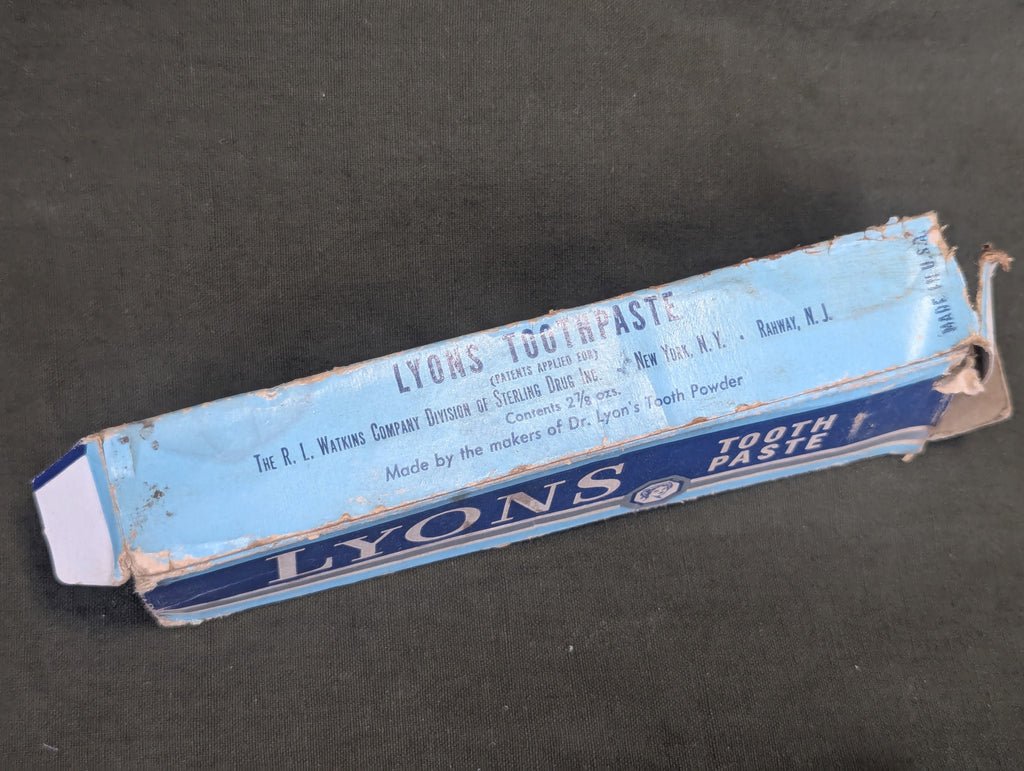 LYONS TOOTHPASTE
(PATENTS APPLIED FOR)
THE R. L. WATKINS COMPANY DIVISION OF STERLING DRUG INC. NEW YORK, N.Y. • RAHWAY, N. J.
Contents 2⅞ ozs.
Made by the makers of Dr. Lyon's Tooth Powder
MADE IN U.S.A.
LYONS
TOOTH
PASTE